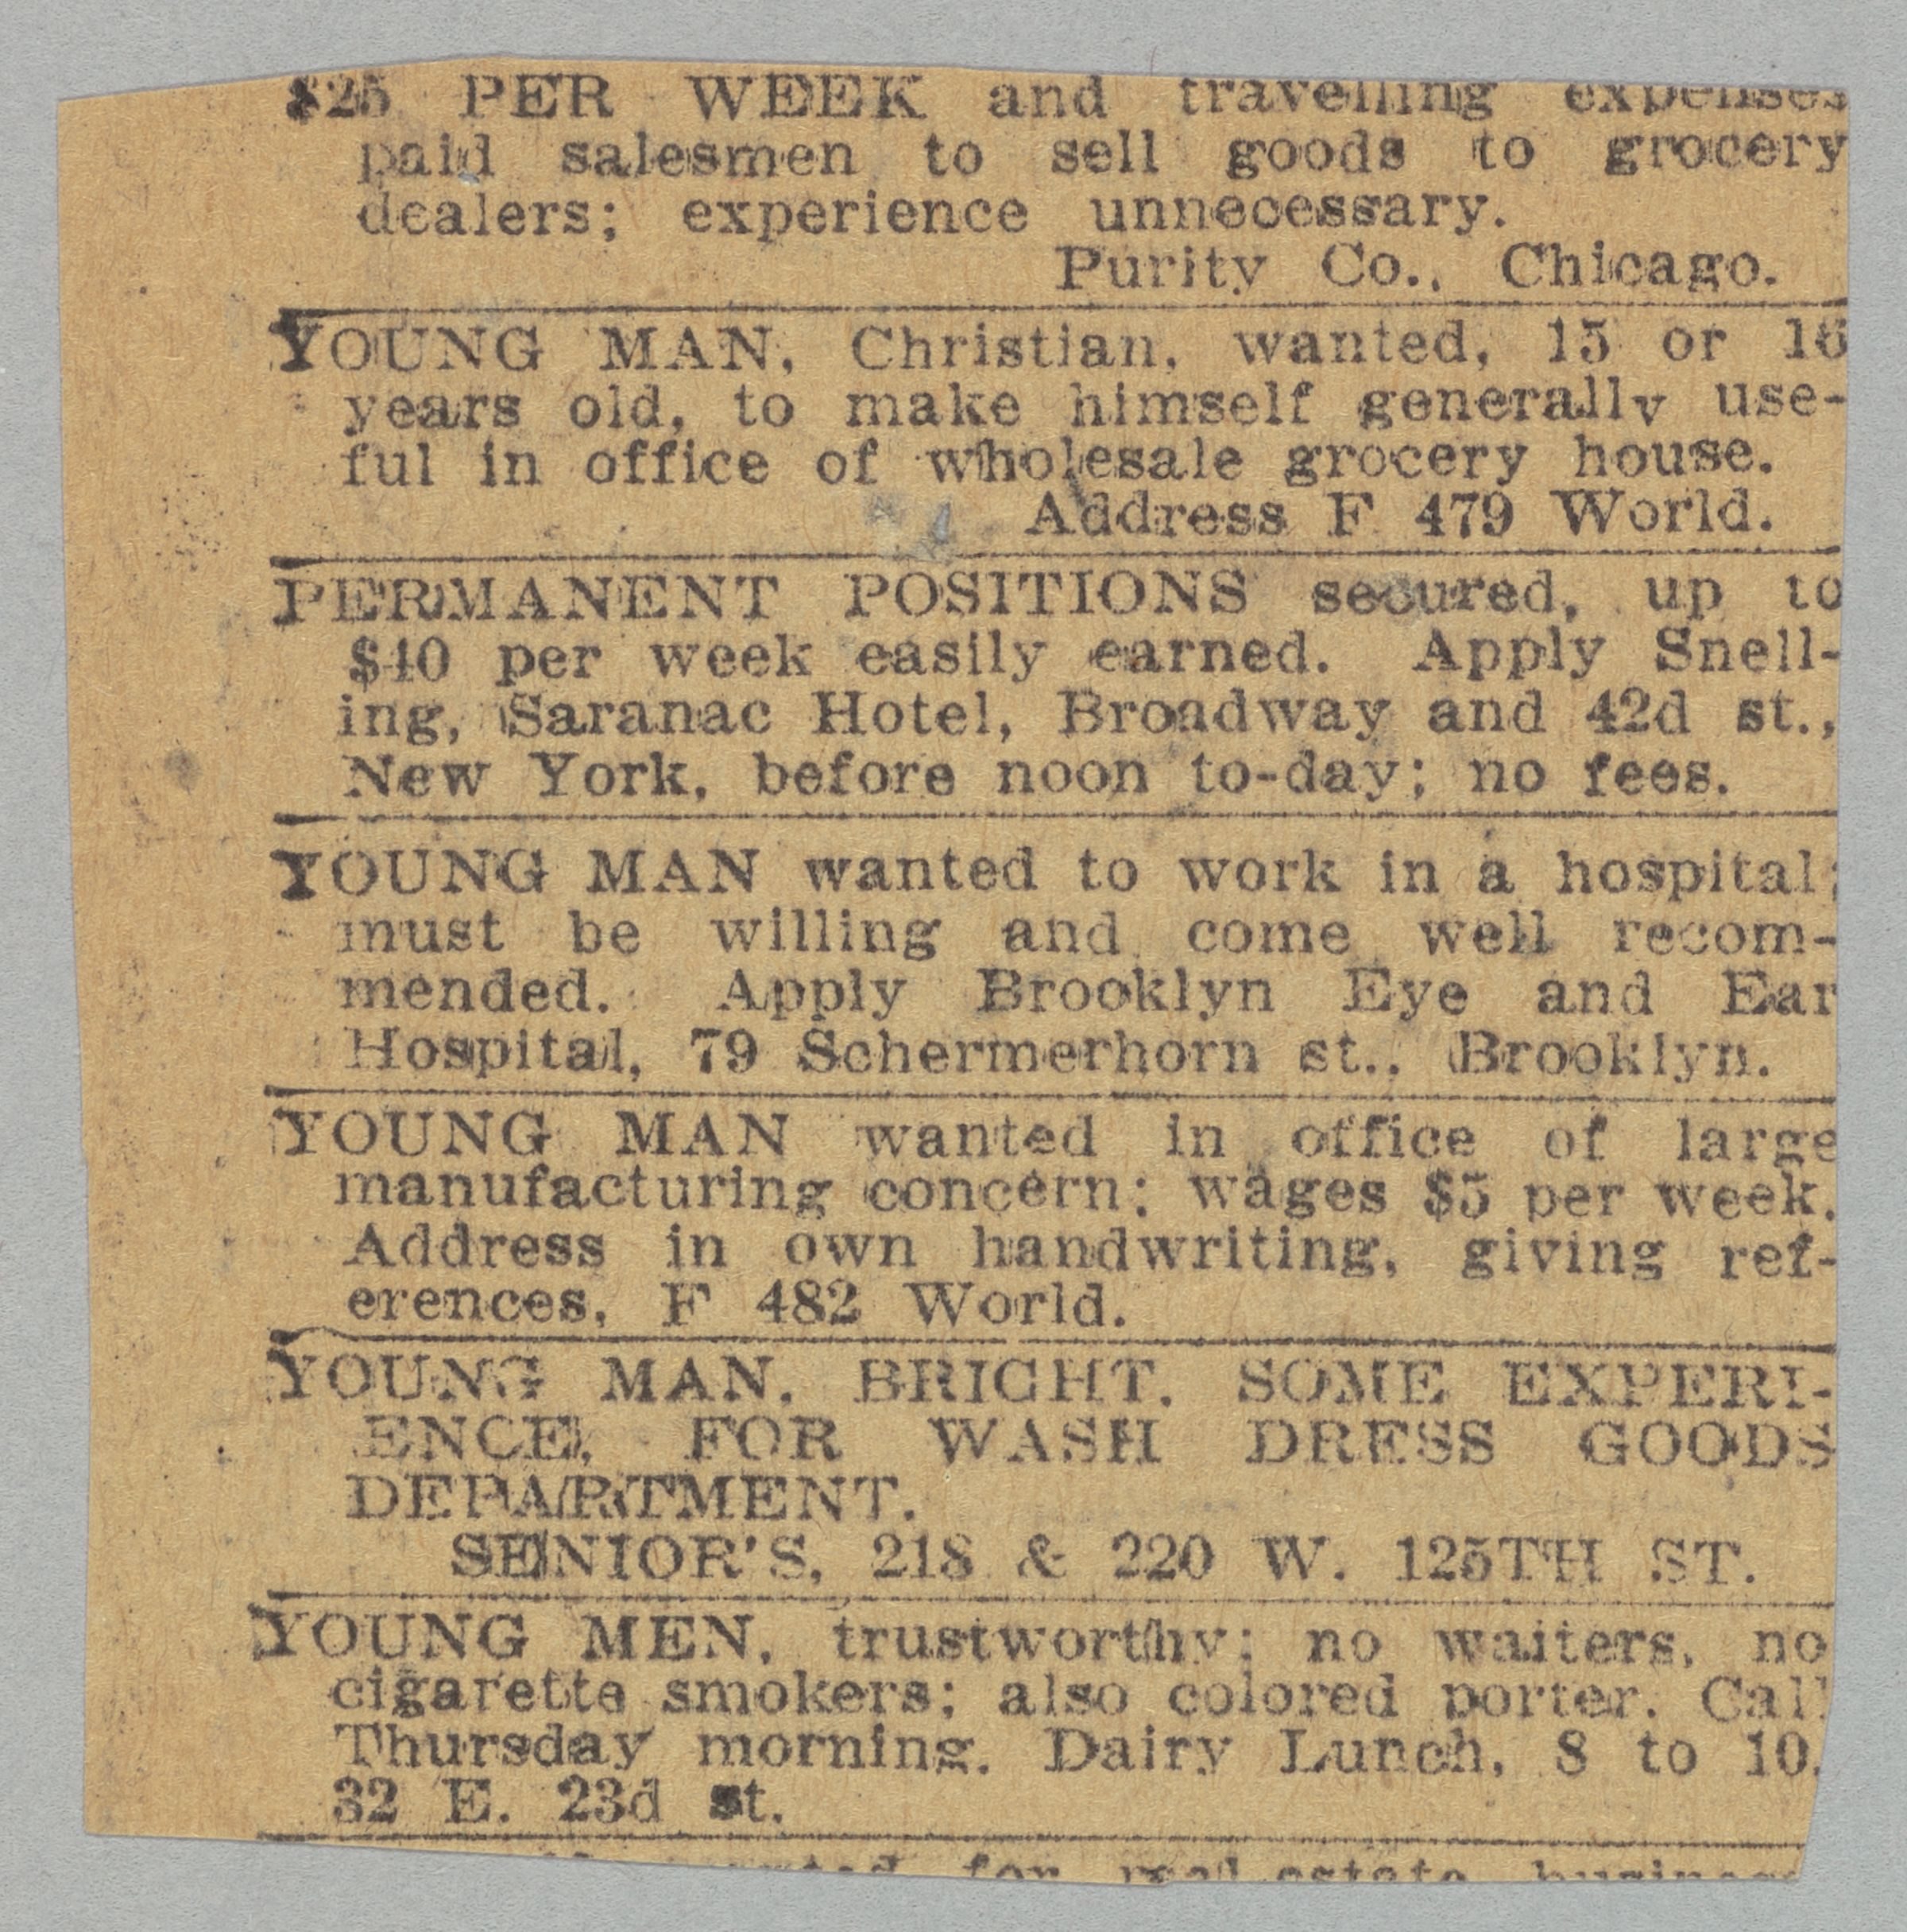 $25 PER WEEK and travelling expenses
paid salesmen to sell goods to grocery
dealers; experience unnecessary.
Purity Co., Chicago.
YOUNG MAN, Christian, wanted, 15 or 16
years old, to make himself generally use-
ful in office of wholesale grocery house.
Address F 479 World.
PERMANENT POSITIONS secured, up to
$40 per week easily earned. Apply Snell-
ing, Saranac Hotel, Broadway and 42d st.,
New York, before noon to-day; no fees.
YOUNG MAN wanted to work in a hospital;
must be willing and come well recom-
mended. Apply Brooklyn Eye and Ear
Hospital, 79 Schermerhorn st., Brooklyn.
YOUNG MAN wanted in office of large
manufacturing concern; wages $5 per week.
Address in own handwriting, giving ref-
erences, F 482 World.
YOUNG MAN, BRIGHT, SOME EXPERI-
ENCE, FOR WASH DRESS GOODS
DEPARTMENT.
SENIOR'S, 218 & 220 W. 125TH ST.
YOUNG MEN, trustworthy; no waiters, no
cigarette smokers; also colored porter. Call
Thursday morning, Dairy Lunch, 8 to 10,
32 E. 23d st.
for real estate business